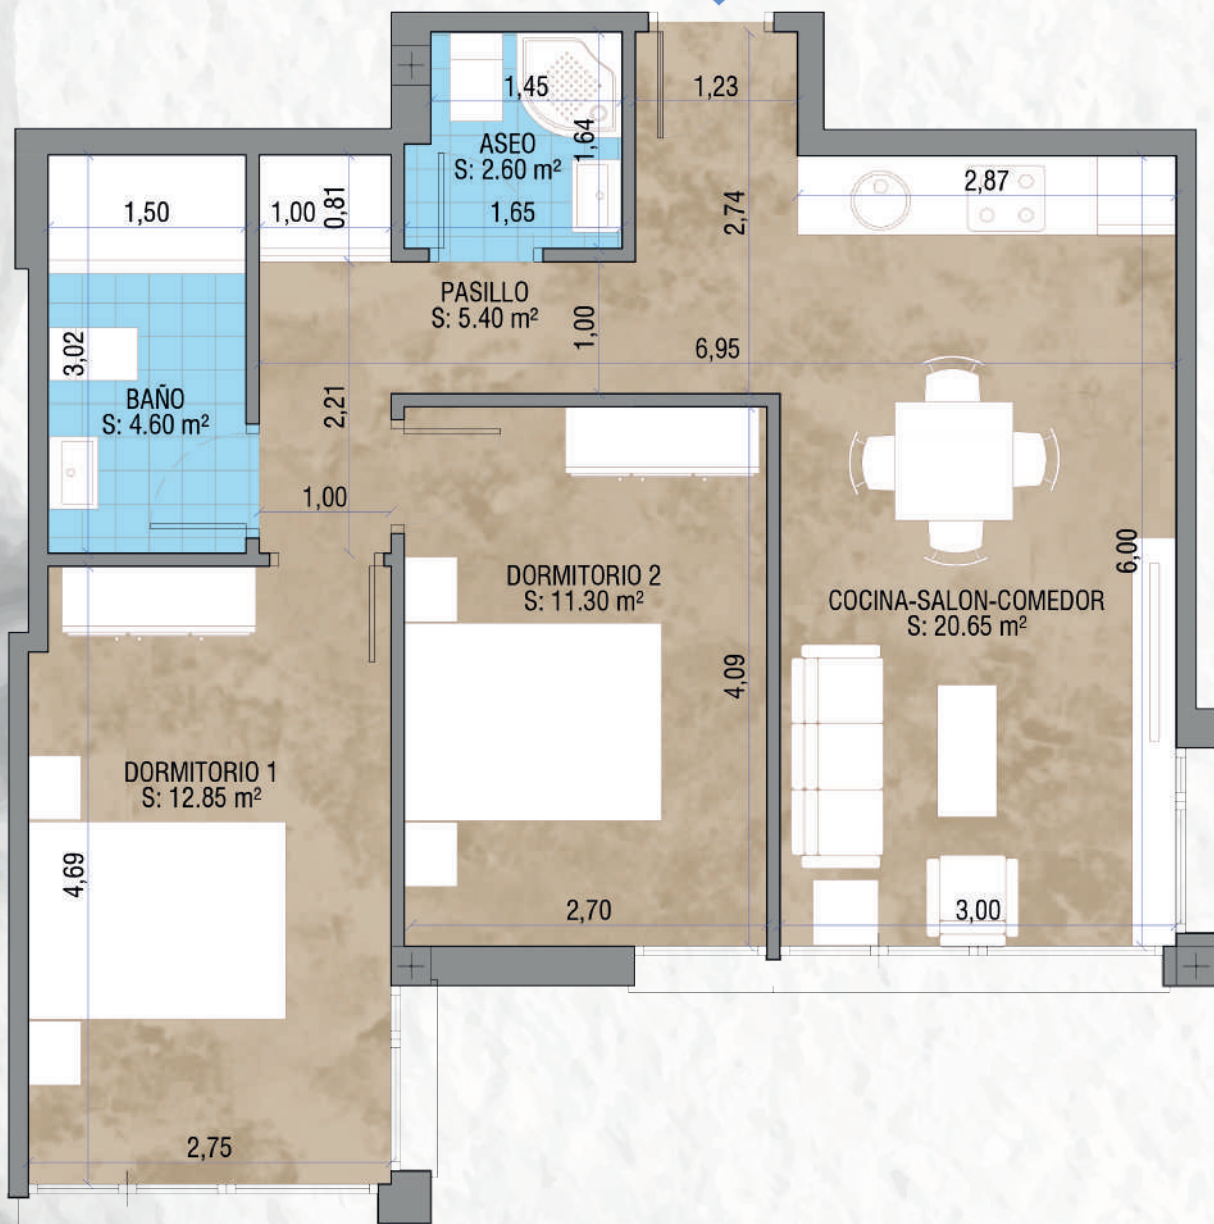 1,45
1,23
ASEO
S: 2.60 m²
1,64
2,87
1,50
1,00
0,81
1,65
2,74
PASILLO
S: 5.40 m²
1,00
6,95
3,02
BAÑO
S: 4.60 m²
2,21
1,00
DORMITORIO 2
S: 11.30 m²
6,00
COCINA-SALON-COMEDOR
S: 20.65 m²
4,09
DORMITORIO 1
S: 12.85 m²
4,69
2,70
3,00
2,75